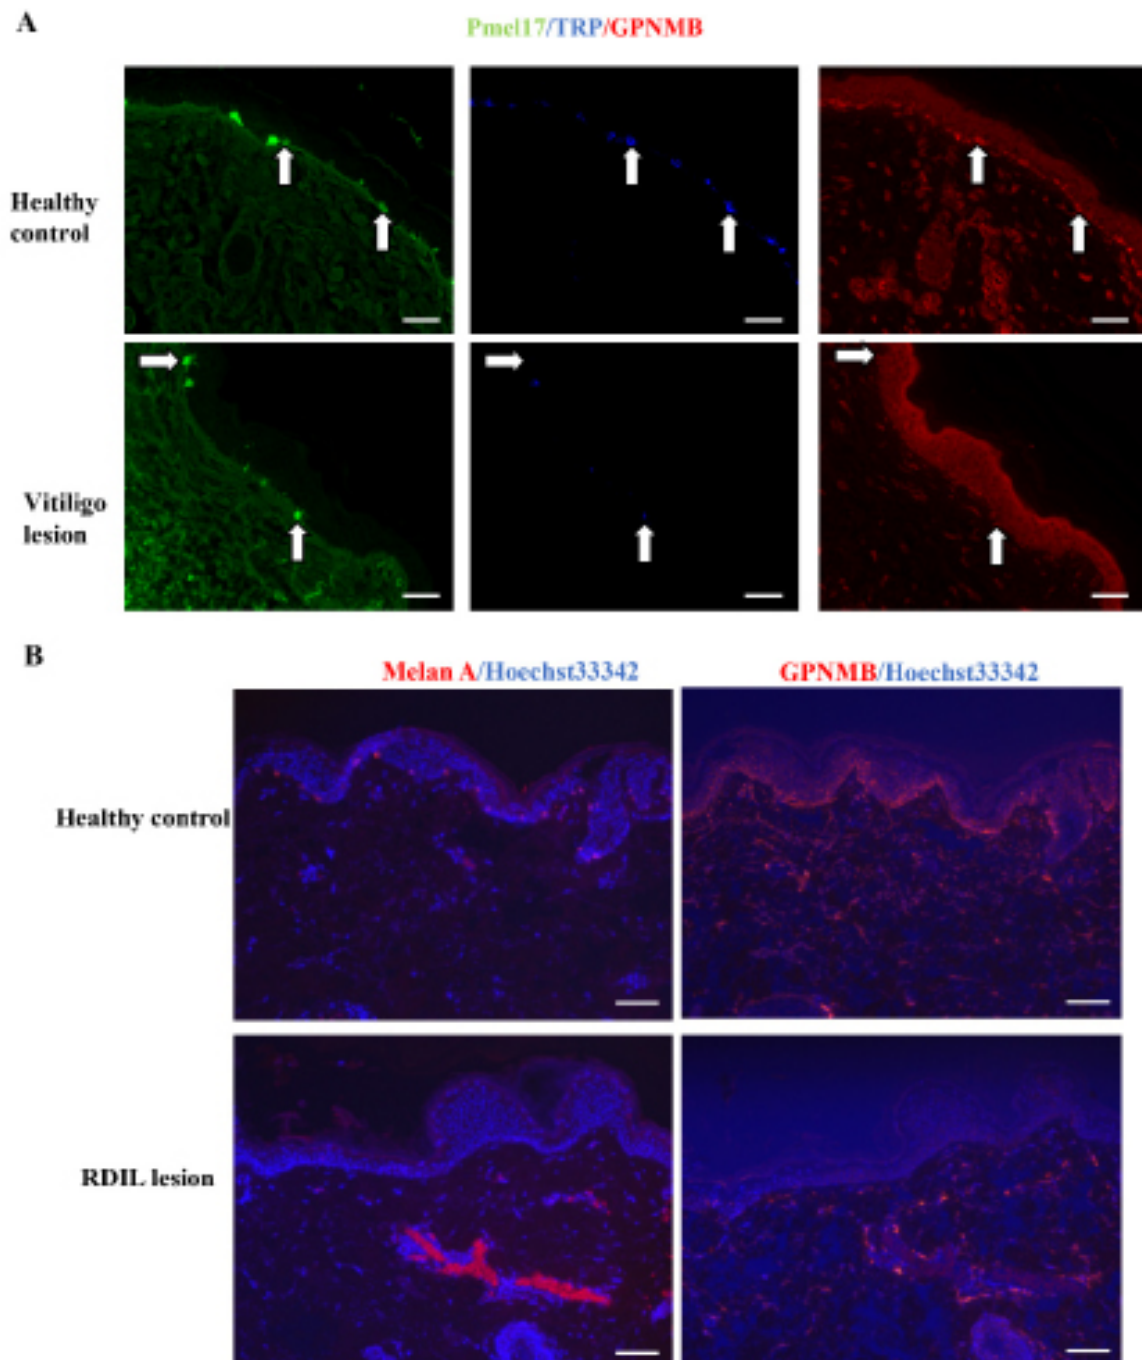 A
Pmel17/TRP/GPNMB
Healthy
control
Vitiligo
lesion
B
Melan A/Hoechst33342
GPNMB/Hoechst33342
Healthy control
RDIL lesion